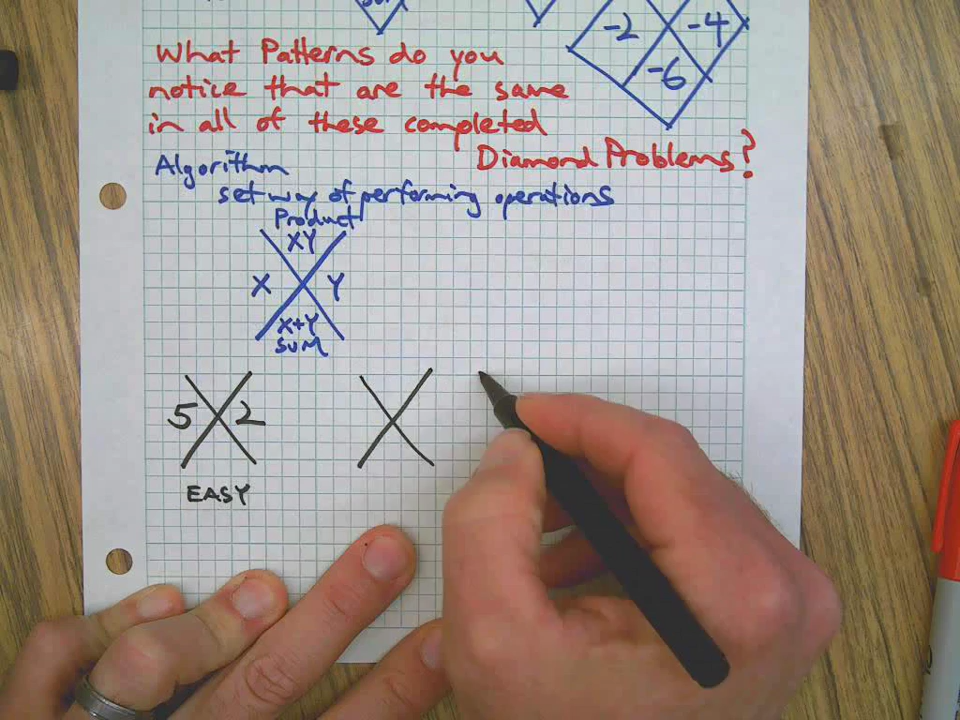 -2 -4
-6
What Patterns do you
notice that are the same
in all of these completed
Diamond Problems?
Algorithm
set way of performing operations
Product
XY
X Y
X+Y
SUM
5 2
EASY